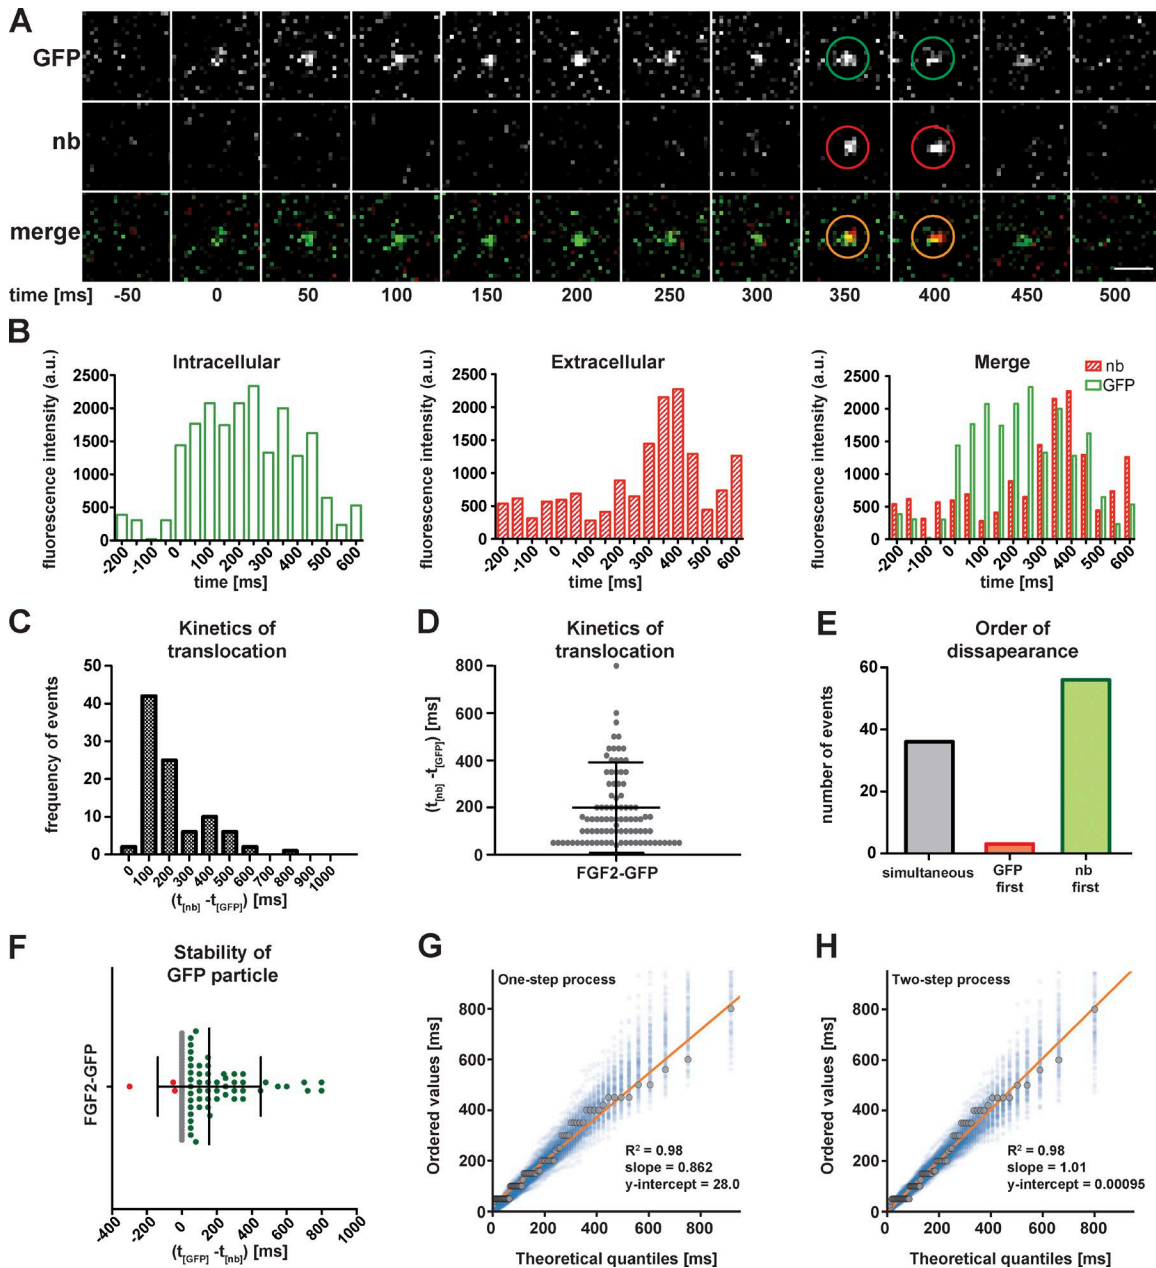 A
GFP
nb
merge
time [ms] -50 0 50 100 150 200 250 300 350 400 450 500
B
Intracellular
fluorescence intensity (a.u.)
2500
2000
1500
1000
500
0
-200 -100 0 100 200 300 400 500 600
time [ms]
Extracellular
fluorescence intensity (a.u.)
2500
2000
1500
1000
500
0
-200 -100 0 100 200 300 400 500 600
time [ms]
Merge
nb
GFP
fluorescence intensity (a.u.)
2500
2000
1500
1000
500
0
-200 -100 0 100 200 300 400 500 600
time [ms]
C
Kinetics of
translocation
frequency of events
50
40
30
20
10
0
0 100 200 300 400 500 600 700 800 900 1000
(t[nb] -t[GFP]) [ms]
D
Kinetics of
translocation
(t[nb] -t[GFP]) [ms]
800
600
400
200
0
FGF2-GFP
E
Order of
dissapearance
number of events
60
40
20
0
simultaneous GFP first nb first
F
Stability of
GFP particle
FGF2-GFP
-400 -200 0 200 400 600 800 1000
(t[GFP] -t[nb]) [ms]
G
One-step process
Ordered values [ms]
800
600
400
200
0
R² = 0.98
slope = 0.862
y-intercept = 28.0
0 200 400 600 800
Theoretical quantiles [ms]
H
Two-step process
Ordered values [ms]
800
600
400
200
0
R² = 0.98
slope = 1.01
y-intercept = 0.00095
0 200 400 600 800
Theoretical quantiles [ms]